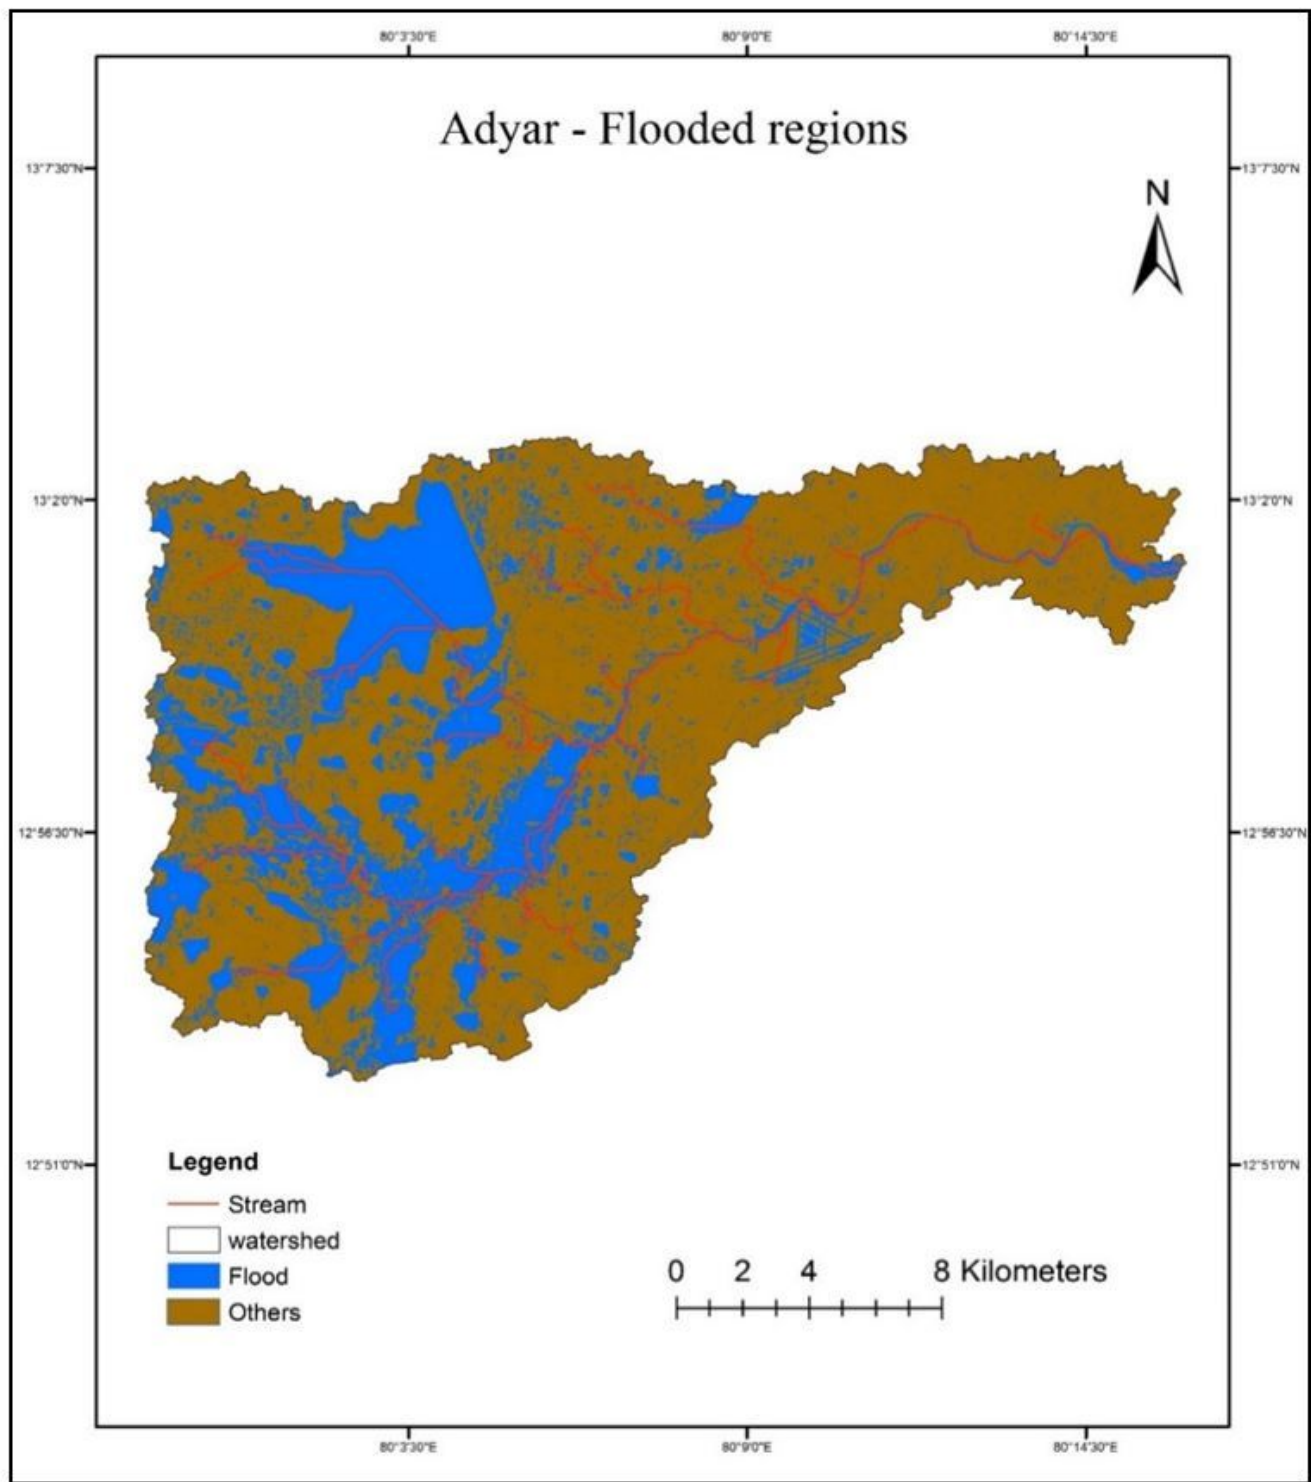 80°3'30"E 80°9'0"E 80°14'30"E
Adyar - Flooded regions
13°7'30"N 13°7'30"N
N
13°2'0"N 13°2'0"N
12°56'30"N 12°56'30"N
12°51'0"N 12°51'0"N
Legend
Stream
watershed
Flood
Others
0 2 4 8 Kilometers
80°3'30"E 80°9'0"E 80°14'30"E